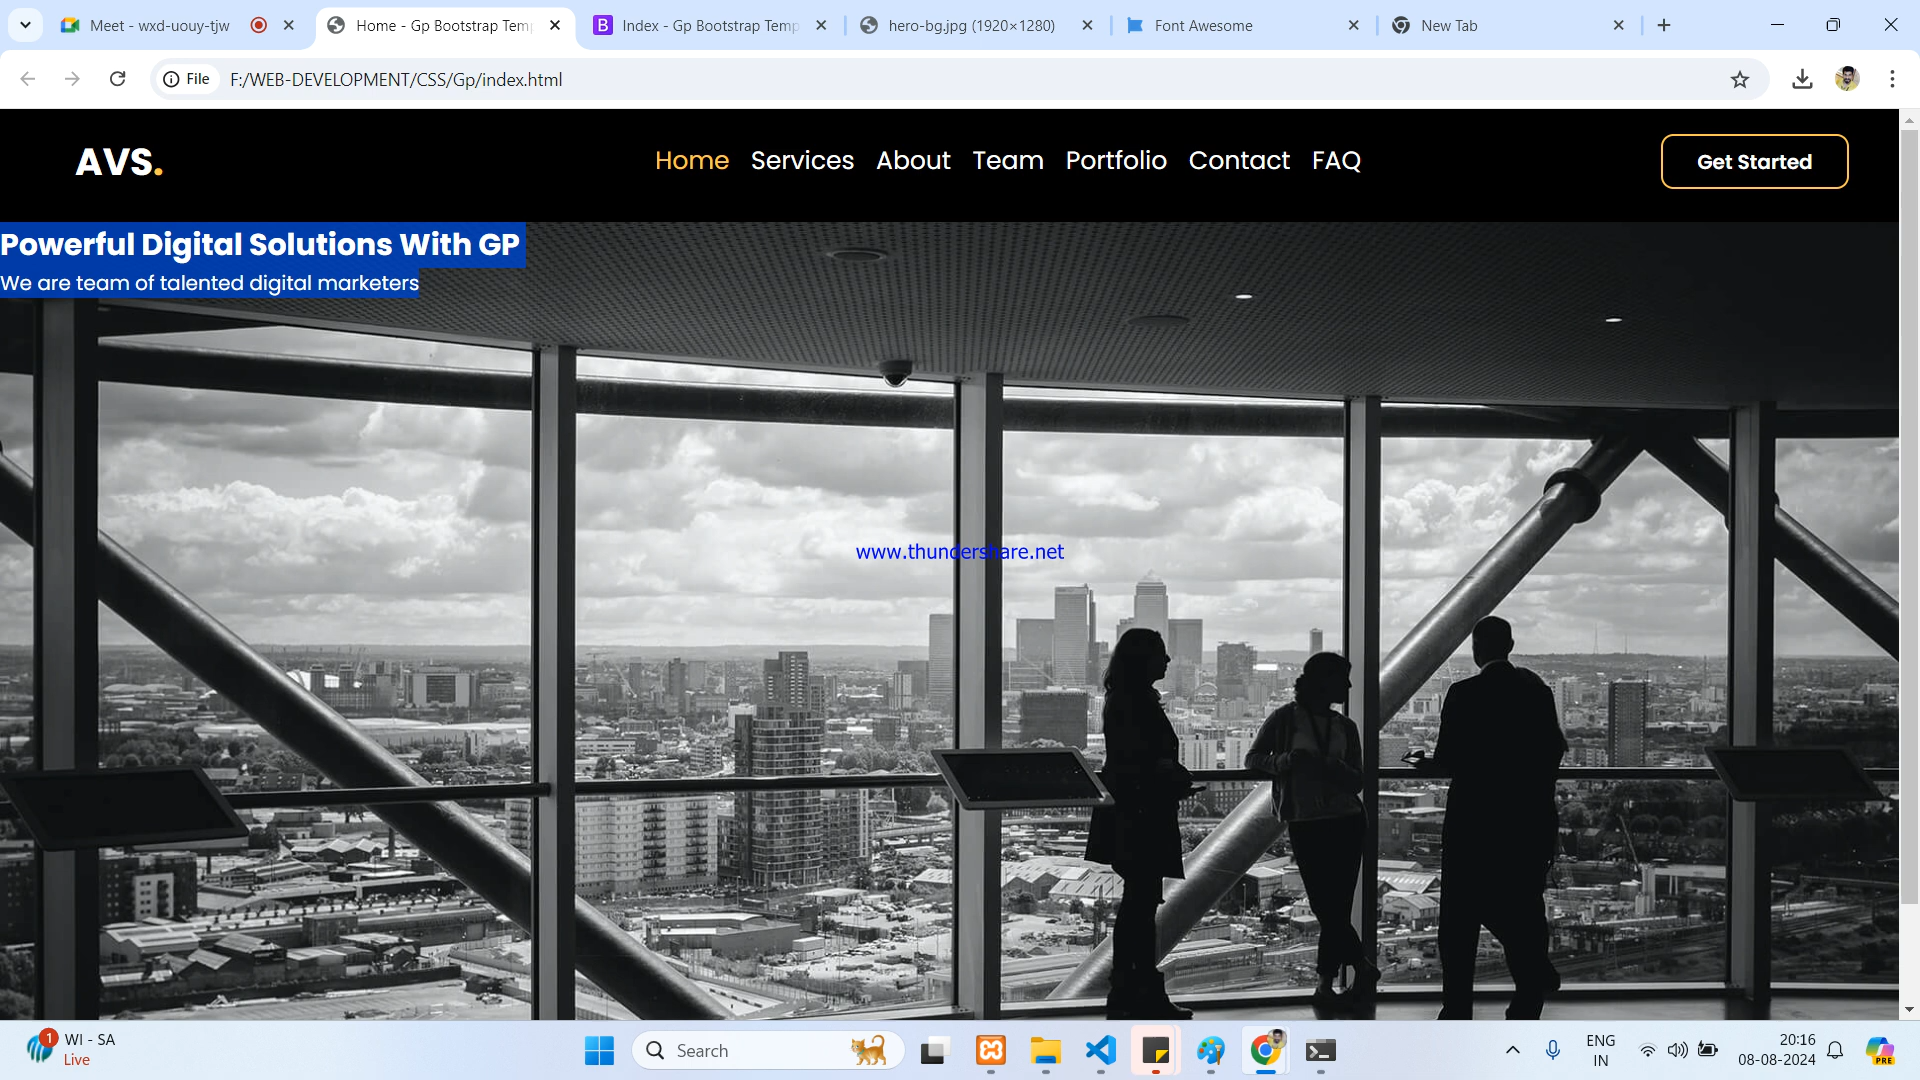 Meet - wxd-uouy-tjw
Home - Gp Bootstrap Tem
Index - Gp Bootstrap Temp
hero-bg.jpg (1920×1280)
Font Awesome
New Tab
File
F:/WEB-DEVELOPMENT/CSS/Gp/index.html
AVS.
Home Services About Team Portfolio Contact FAQ
Get Started
Powerful Digital Solutions With GP
We are team of talented digital marketers
www.thundershare.net
1
WI - SA
Live
Search
PRE
ENG
IN
20:16
08-08-2024